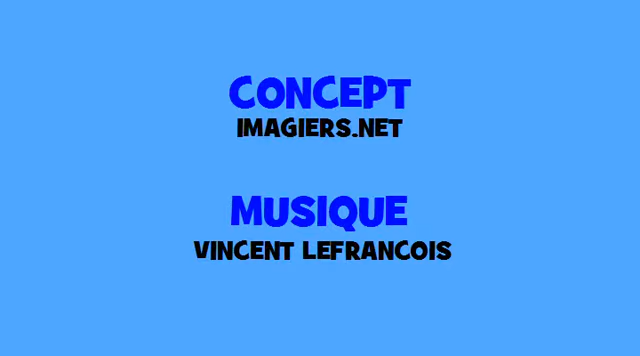 CONCEPT
IMAGIERS.NET
MUSIQUE
VINCENT LEFRANCOIS